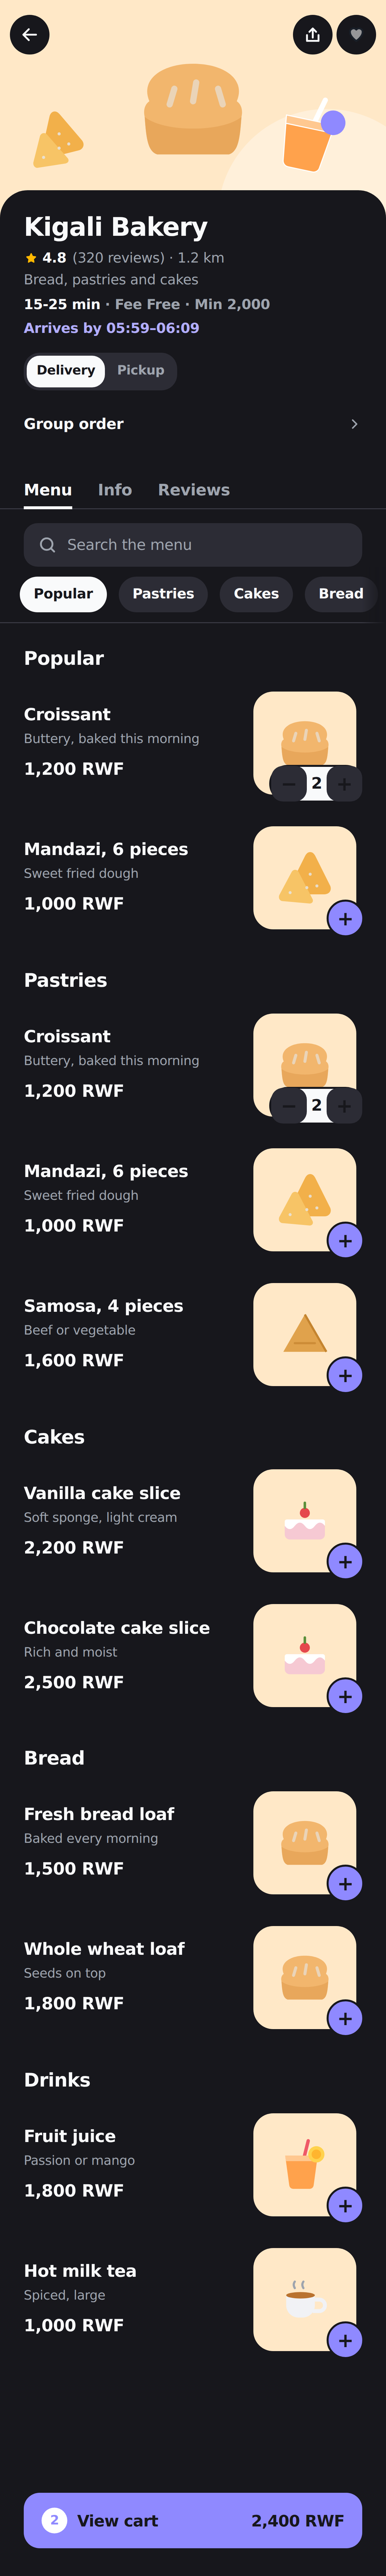 Kigali Bakery
4.8 (320 reviews) · 1.2 km
Bread, pastries and cakes
15-25 min · Fee Free · Min 2,000
Arrives by 05:59–06:09
Delivery Pickup
Group order
Menu Info Reviews
Search the menu
Popular Pastries Cakes Bread
Popular
Croissant
Buttery, baked this morning
1,200 RWF
− 2 +
Mandazi, 6 pieces
Sweet fried dough
1,000 RWF
+
Pastries
Croissant
Buttery, baked this morning
1,200 RWF
− 2 +
Mandazi, 6 pieces
Sweet fried dough
1,000 RWF
+
Samosa, 4 pieces
Beef or vegetable
1,600 RWF
+
Cakes
Vanilla cake slice
Soft sponge, light cream
2,200 RWF
+
Chocolate cake slice
Rich and moist
2,500 RWF
+
Bread
Fresh bread loaf
Baked every morning
1,500 RWF
+
Whole wheat loaf
Seeds on top
1,800 RWF
+
Drinks
Fruit juice
Passion or mango
1,800 RWF
+
Hot milk tea
Spiced, large
1,000 RWF
+
2 View cart 2,400 RWF